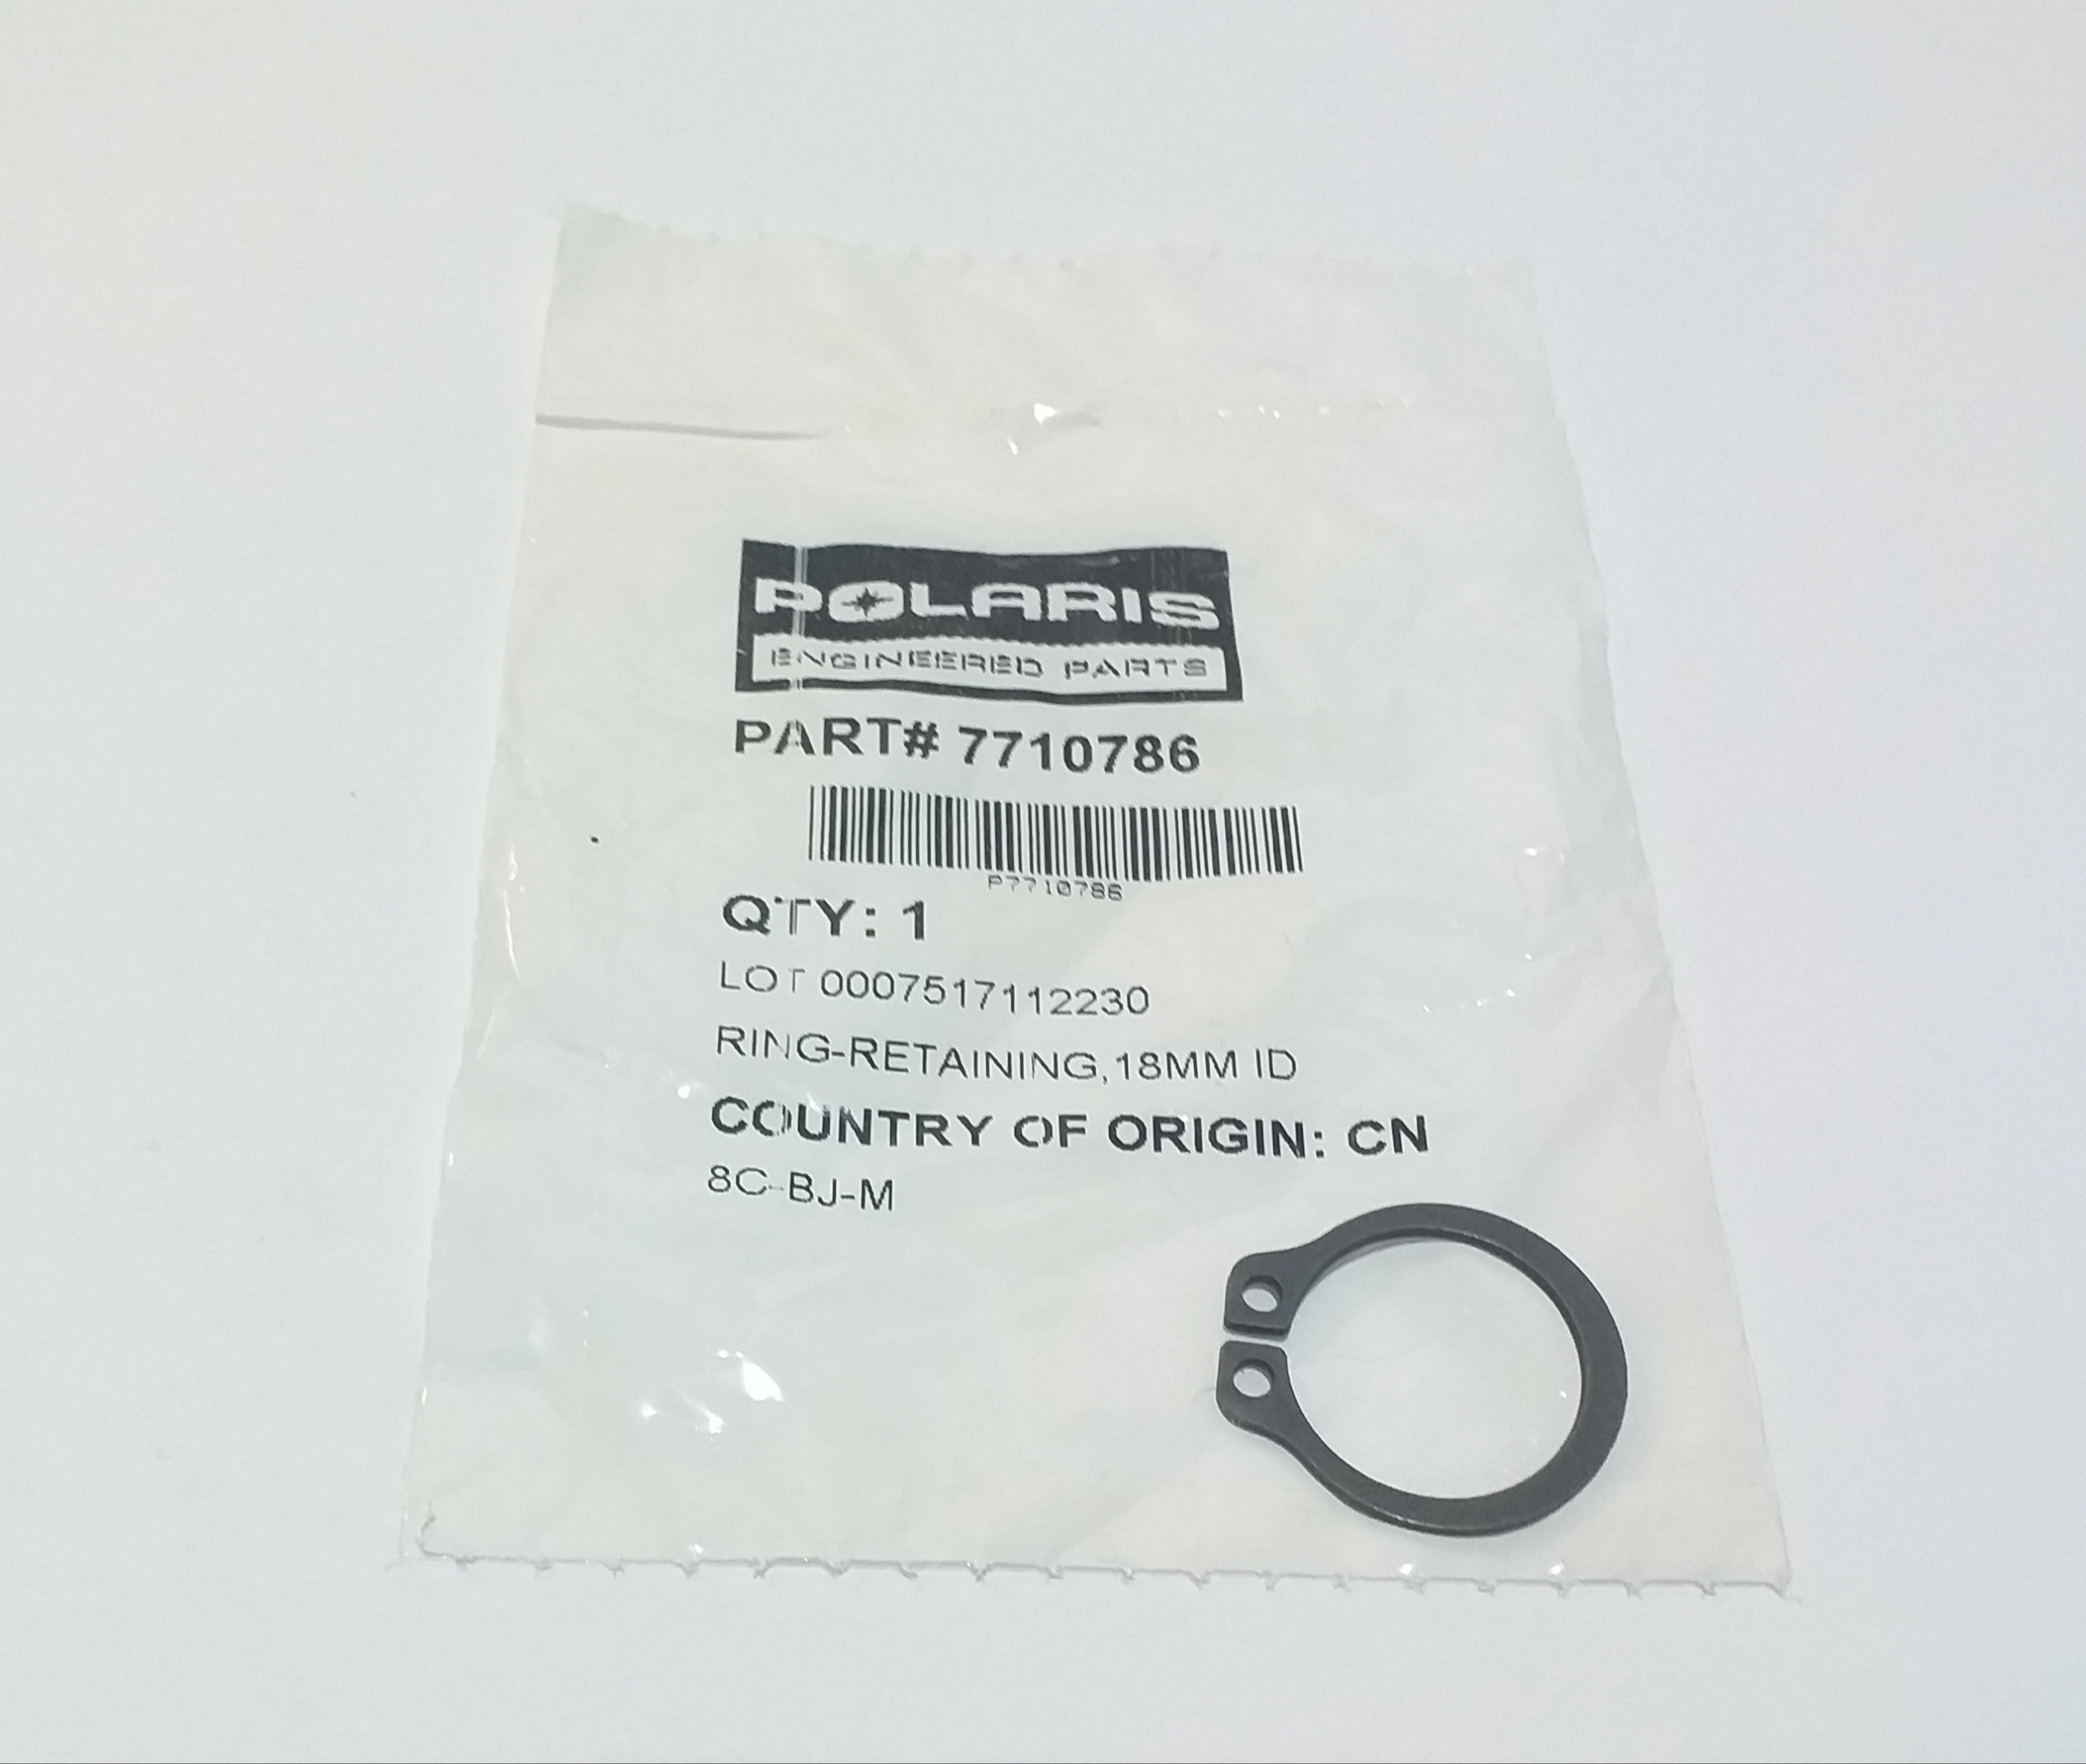 POLARIS
ENGINEERED PARTS
PART# 7710786
P7710786
QTY: 1
LOT 0007517112230
RING-RETAINING,18MM ID
COUNTRY OF ORIGIN: CN
8C-BJ-M